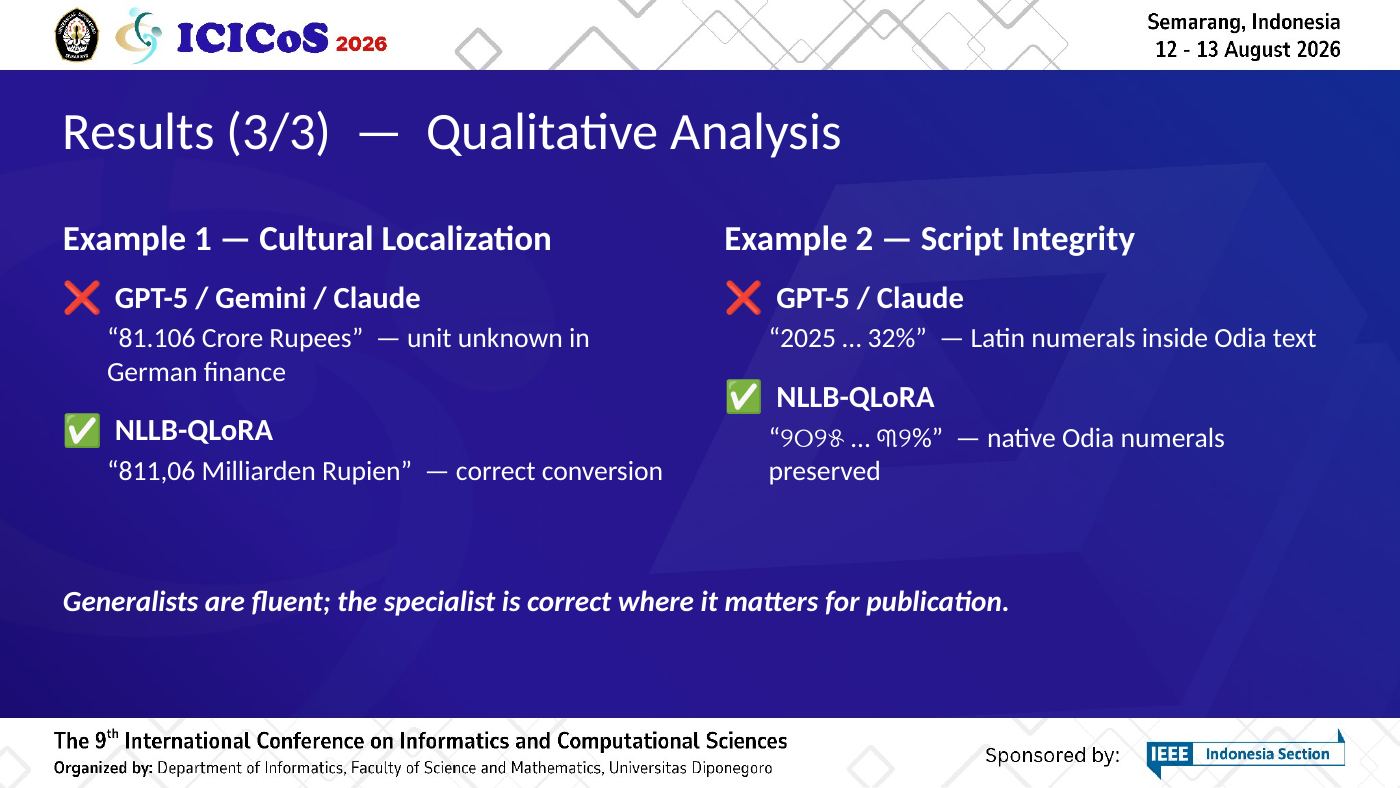 ICICoS 2026
Semarang, Indonesia
12 - 13 August 2026
Results (3/3) — Qualitative Analysis
Example 1 — Cultural Localization
❌ GPT-5 / Gemini / Claude
“81.106 Crore Rupees” — unit unknown in
German finance
✅ NLLB-QLoRA
“811,06 Milliarden Rupien” — correct conversion
Example 2 — Script Integrity
❌ GPT-5 / Claude
“2025 … 32%” — Latin numerals inside Odia text
✅ NLLB-QLoRA
“୨୦୨୫ … ୩୨%” — native Odia numerals
preserved
Generalists are fluent; the specialist is correct where it matters for publication.
The 9th International Conference on Informatics and Computational Sciences
Organized by: Department of Informatics, Faculty of Science and Mathematics, Universitas Diponegoro
Sponsored by:
IEEE Indonesia Section